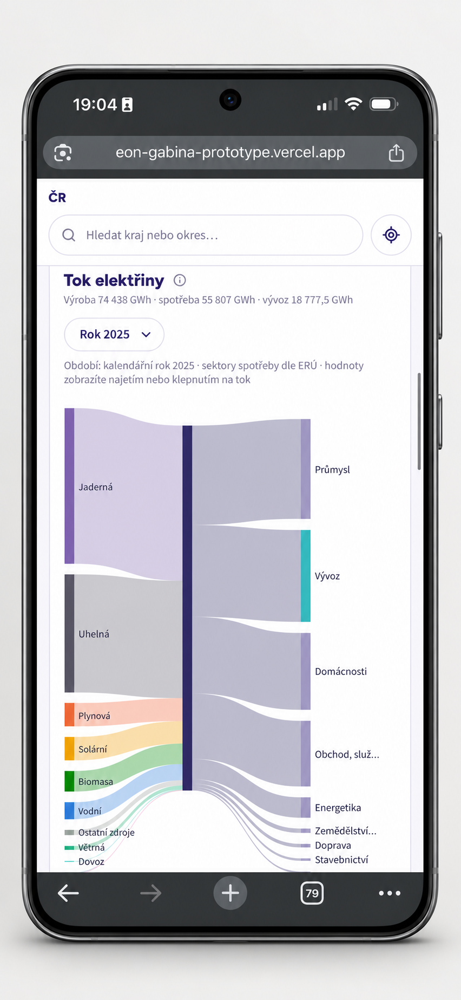 19:04
eon-gabina-prototype.vercel.app
ČR
Hledat kraj nebo okres…
Tok elektřiny
Výroba 74 438 GWh · spotřeba 55 807 GWh · vývoz 18 777,5 GWh
Rok 2025
Období: kalendářní rok 2025 · sektory spotřeby dle ERÚ · hodnoty
zobrazíte najetím nebo klepnutím na tok
Jaderná
Uhelná
Plynová
Solární
Biomasa
Vodní
Ostatní zdroje
Větrná
Dovoz
Průmysl
Vývoz
Domácnosti
Obchod, služ…
Energetika
Zemědělství…
Doprava
Stavebnictví
79